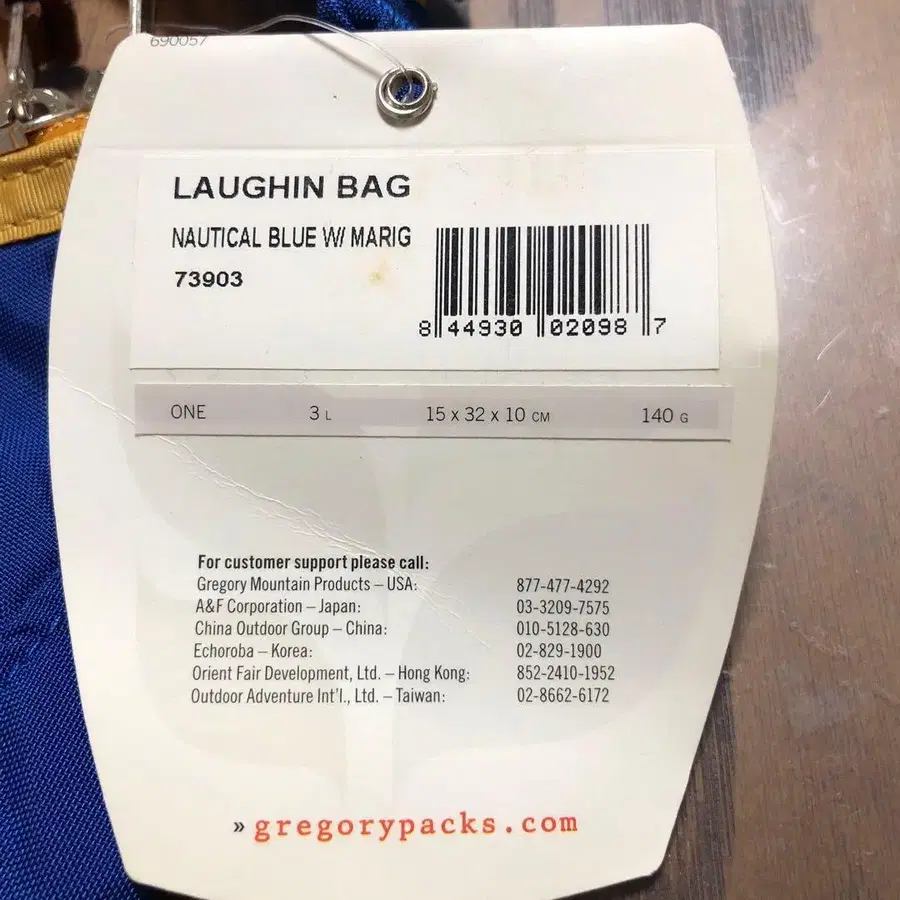 690057
LAUGHIN BAG
NAUTICAL BLUE W/ MARIG
73903
8 44930 02098 7
ONE 3 L 15 x 32 x 10 CM 140 G
For customer support please call:
Gregory Mountain Products – USA: 877-477-4292
A&F Corporation – Japan: 03-3209-7575
China Outdoor Group – China: 010-5128-630
Echoroba – Korea: 02-829-1900
Orient Fair Development, Ltd. – Hong Kong: 852-2410-1952
Outdoor Adventure Int'l., Ltd. – Taiwan: 02-8662-6172
» gregorypacks.com